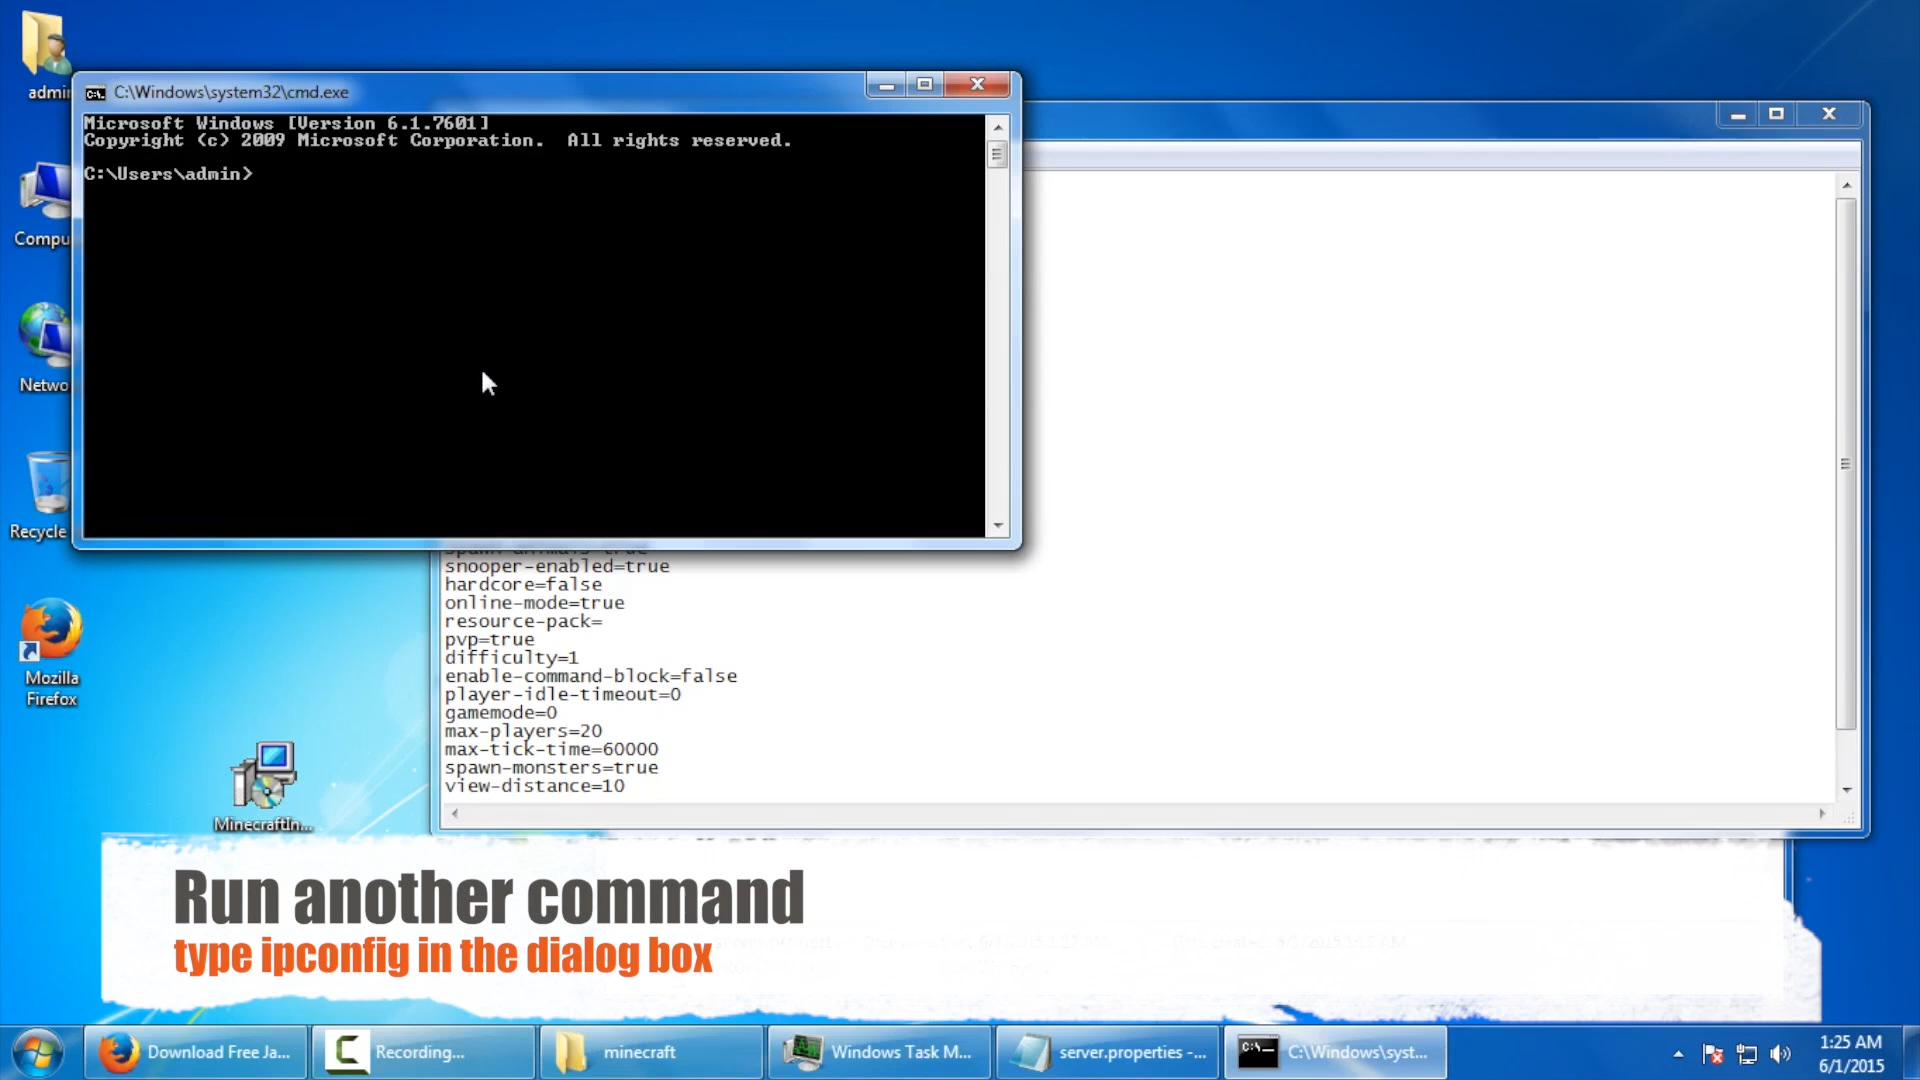 admin
C:\Windows\system32\cmd.exe
Microsoft Windows [Version 6.1.7601]
Copyright (c) 2009 Microsoft Corporation.  All rights reserved.
C:\Users\admin>
Compu
Netwo
Recycle
Mozilla
Firefox
MinecraftIn...
spawn-animals=true
snooper-enabled=true
hardcore=false
online-mode=true
resource-pack=
pvp=true
difficulty=1
enable-command-block=false
player-idle-timeout=0
gamemode=0
max-players=20
max-tick-time=60000
spawn-monsters=true
view-distance=10
Run another command
type ipconfig in the dialog box
Download Free Ja...
Recording...
minecraft
Windows Task M...
server.properties -...
C:\Windows\syst...
1:25 AM
6/1/2015